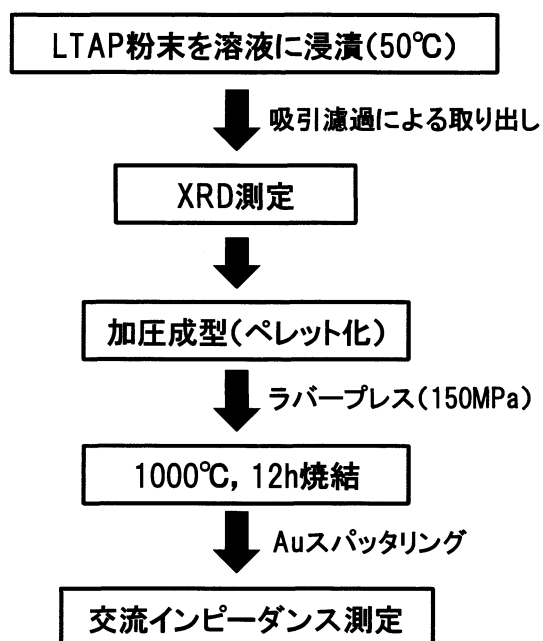 LTAP粉末を溶液に浸漬(50℃)
吸引濾過による取り出し
XRD測定
加圧成型(ペレット化)
ラバープレス(150MPa)
1000℃, 12h焼結
Auスパッタリング
交流インピーダンス測定